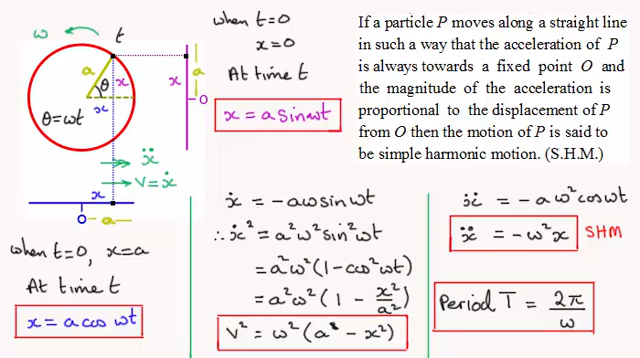 ω
t
a
x
θ
x
θ=ωt
ẍ
V=ẋ
x
O
a
a
x
O
when t=0
x=0
At time t
x = a sin ωt
If a particle P moves along a straight line
in such a way that the acceleration of P
is always towards a fixed point O and
the magnitude of the acceleration is
proportional to the displacement of P
from O then the motion of P is said to
be simple harmonic motion. (S.H.M.)
when t=0, x=a
At time t
x = a cos ωt
ẋ = -aω sin ωt
∴ ẋ² = a²ω² sin² ωt
= a²ω² (1 - cos² ωt)
= a²ω² (1 - x²/a²)
V² = ω² (a² - x²)
ẍ = -aω² cos ωt
ẍ = -ω²x SHM
Period T = 2π/ω